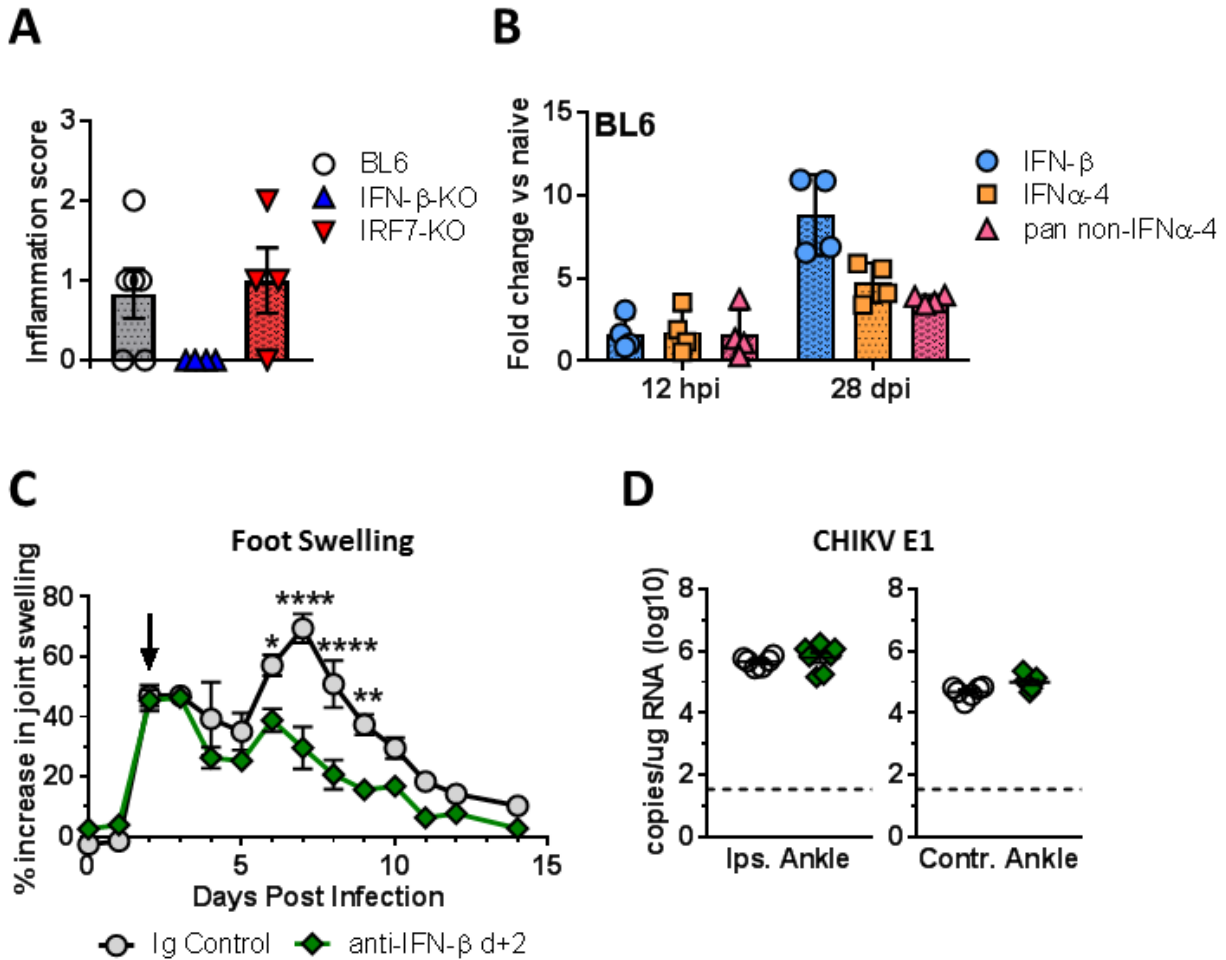 A
B
Inflammation score
3
2
1
0
BL6
IFN-β-KO
IRF7-KO
Fold change vs naive
15
10
5
0
BL6
12 hpi
28 dpi
IFN-β
IFNα-4
pan non-IFNα-4
C
D
Foot Swelling
% increase in joint swelling
80
60
40
20
0
****
*
****
**
0 5 10 15
Days Post Infection
Ig Control
anti-IFN-β d+2
CHIKV E1
copies/ug RNA (log10)
8
6
4
2
0
Ips. Ankle
8
6
4
2
0
Contr. Ankle